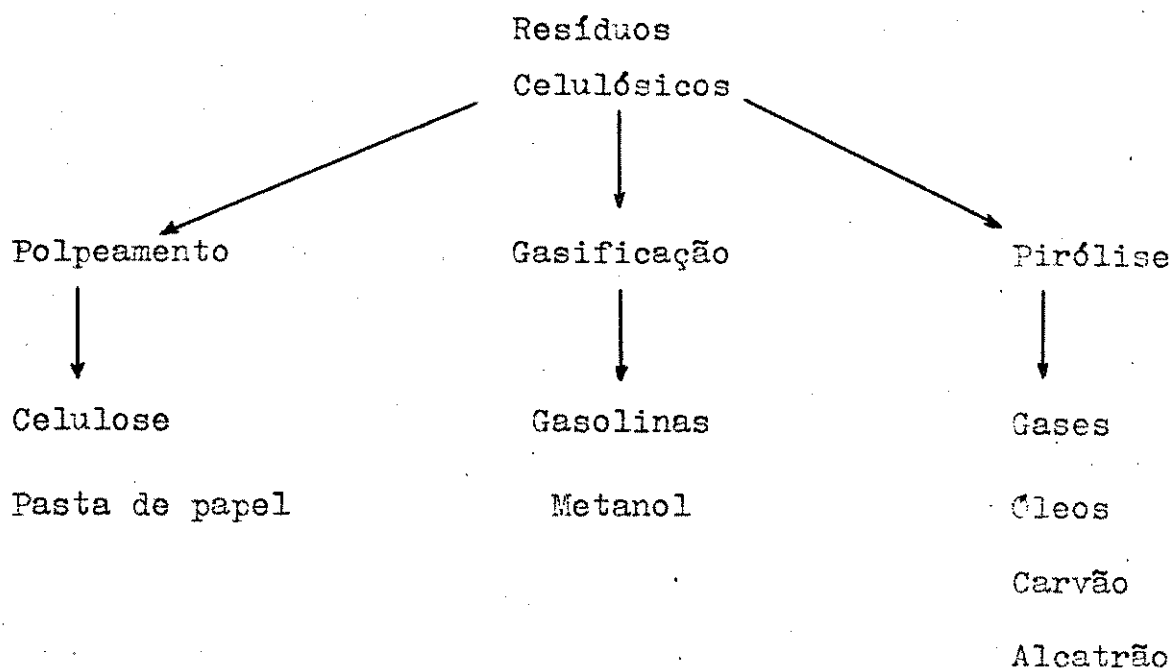 Resíduos
Celulósicos
Polpeamento Gasificação Pirólise
Celulose Gasolinas Gases
Pasta de papel Metanol Óleos
Carvão
Alcatrão